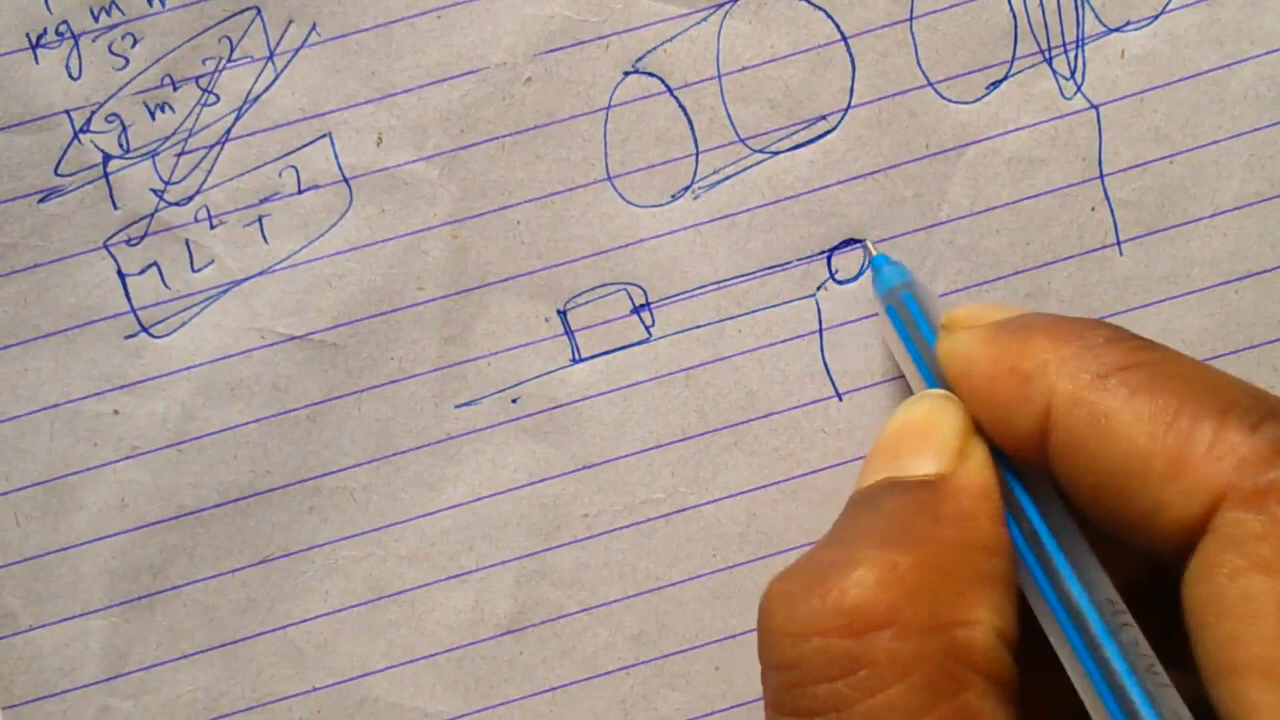 kg m
s²
kg m² s⁻²
M L² T⁻²